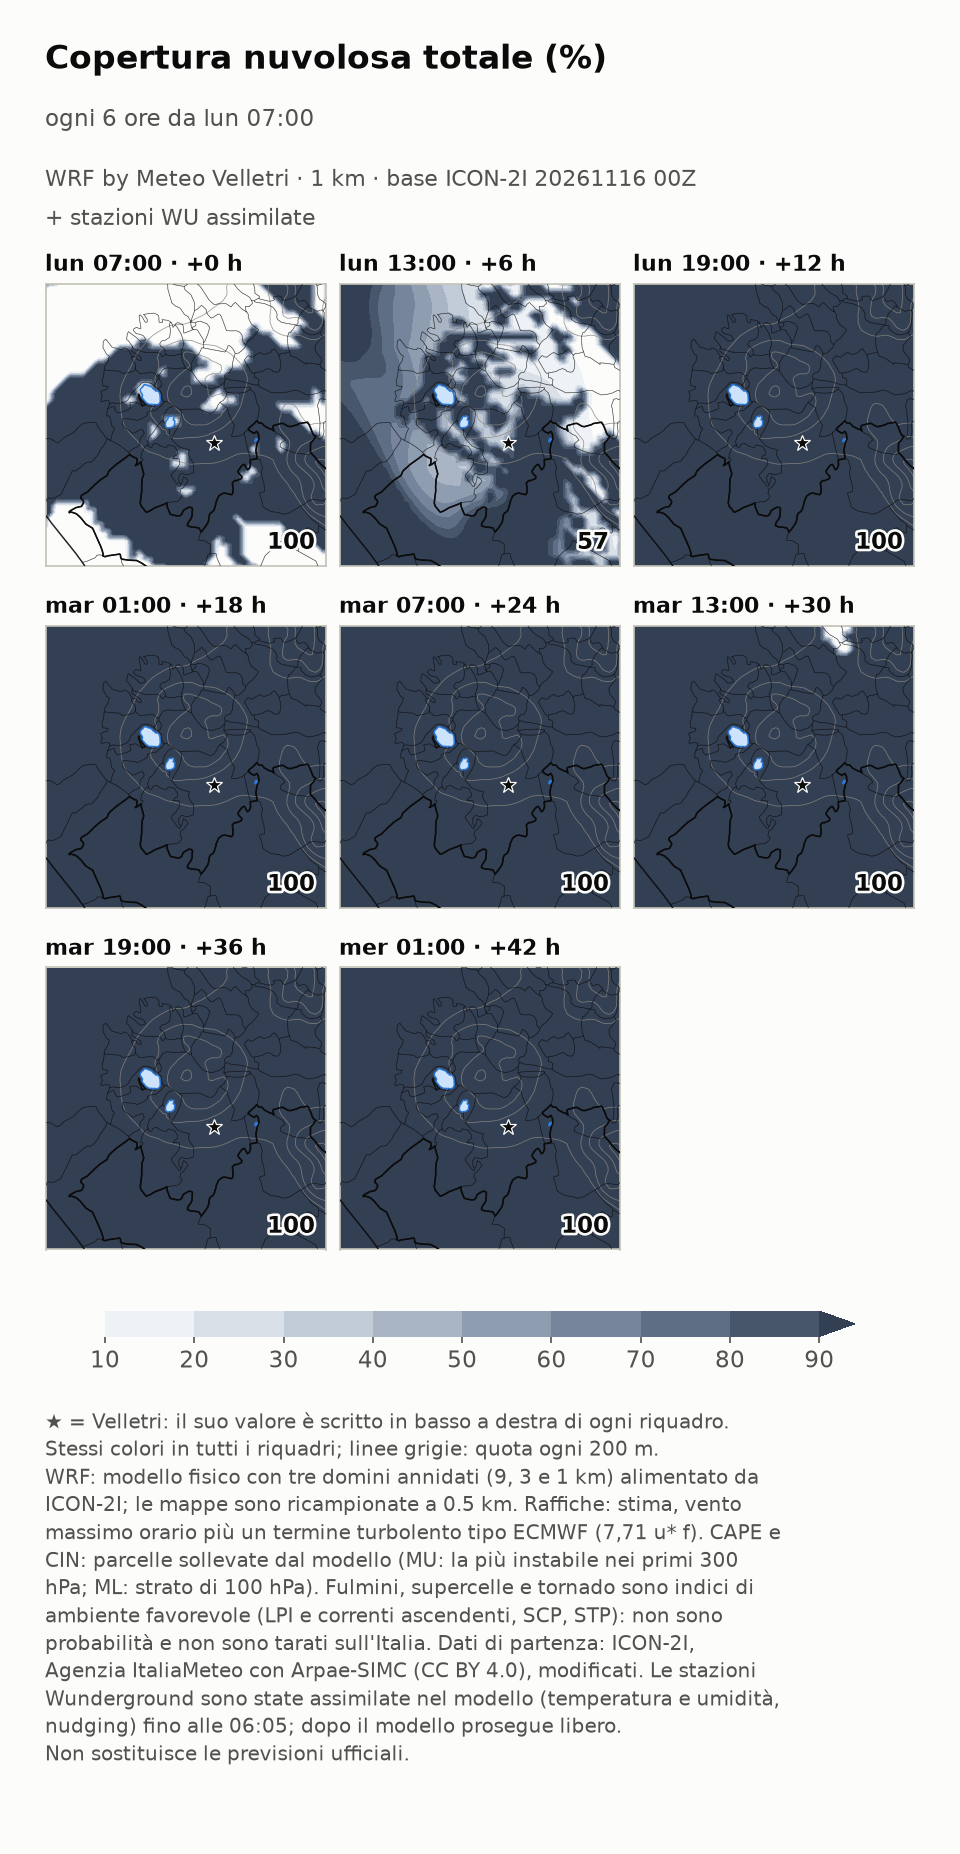 Copertura nuvolosa totale (%)
ogni 6 ore da lun 07:00
WRF by Meteo Velletri · 1 km · base ICON-2I 20261116 00Z
+ stazioni WU assimilate
lun 07:00 · +0 h
lun 13:00 · +6 h
lun 19:00 · +12 h
100
57
100
mar 01:00 · +18 h
mar 07:00 · +24 h
mar 13:00 · +30 h
100
100
100
mar 19:00 · +36 h
mer 01:00 · +42 h
100
100
10 20 30 40 50 60 70 80 90
★ = Velletri: il suo valore è scritto in basso a destra di ogni riquadro.
Stessi colori in tutti i riquadri; linee grigie: quota ogni 200 m.
WRF: modello fisico con tre domini annidati (9, 3 e 1 km) alimentato da
ICON-2I; le mappe sono ricampionate a 0.5 km. Raffiche: stima, vento
massimo orario più un termine turbolento tipo ECMWF (7,71 u* f). CAPE e
CIN: parcelle sollevate dal modello (MU: la più instabile nei primi 300
hPa; ML: strato di 100 hPa). Fulmini, supercelle e tornado sono indici di
ambiente favorevole (LPI e correnti ascendenti, SCP, STP): non sono
probabilità e non sono tarati sull'Italia. Dati di partenza: ICON-2I,
Agenzia ItaliaMeteo con Arpae-SIMC (CC BY 4.0), modificati. Le stazioni
Wunderground sono state assimilate nel modello (temperatura e umidità,
nudging) fino alle 06:05; dopo il modello prosegue libero.
Non sostituisce le previsioni ufficiali.